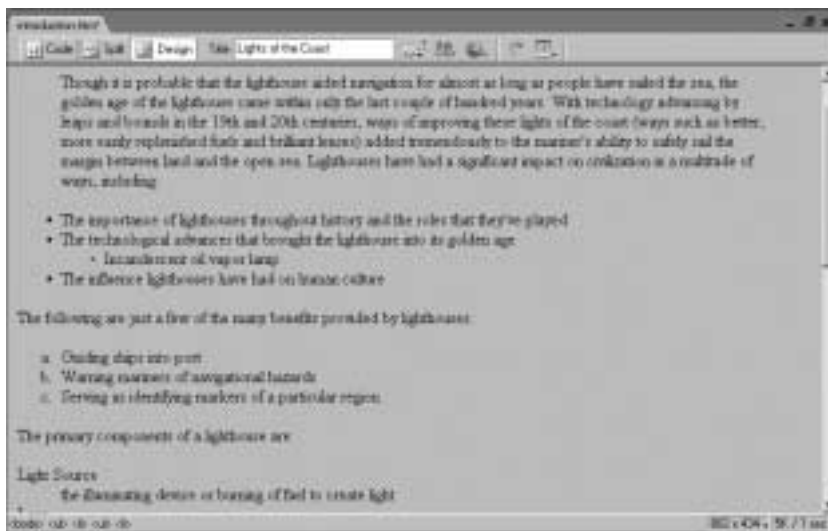 introduction.html*
Code Split Design Title: Lights of the Coast
Though it is probable that the lighthouse aided navigation for almost as long as people have sailed the sea, the
golden age of the lighthouse came within only the last couple of hundred years. With technology advancing by
leaps and bounds in the 19th and 20th centuries, ways of improving these lights of the coast (ways such as better,
more easily replenished fuels and brilliant lenses) added tremendously to the mariner's ability to safely sail the
margin between land and the open sea. Lighthouses have had a significant impact on civilization in a multitude of
ways, including:
• The importance of lighthouses throughout history and the roles that they've played
• The technological advances that brought the lighthouse into its golden age
◦ Incandescent oil vapor lamp
• The influence lighthouses have had on human culture
The following are just a few of the many benefits provided by lighthouses:
a. Guiding ships into port
b. Warning mariners of navigational hazards
c. Serving as identifying markers of a particular region
The primary components of a lighthouse are
Light Source
the illuminating device or burning of fuel to create light
5K / 1 sec